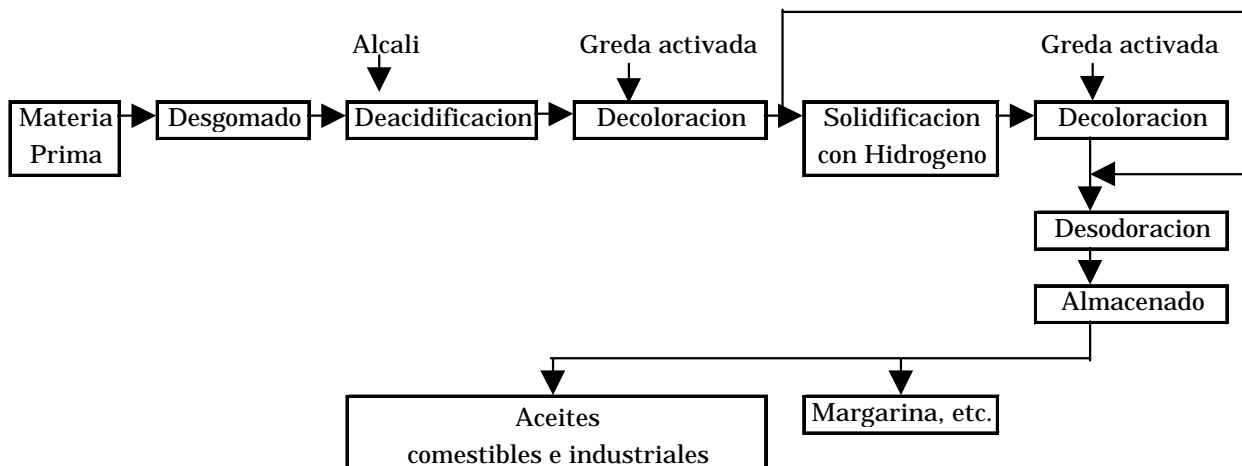 Alcali
Greda activada
Greda activada
Materia
Prima
Desgomado
Deacidificacion
Decoloracion
Solidificacion
con Hidrogeno
Decoloracion
Desodoracion
Almacenado
Aceites
comestibles e industriales
Margarina, etc.